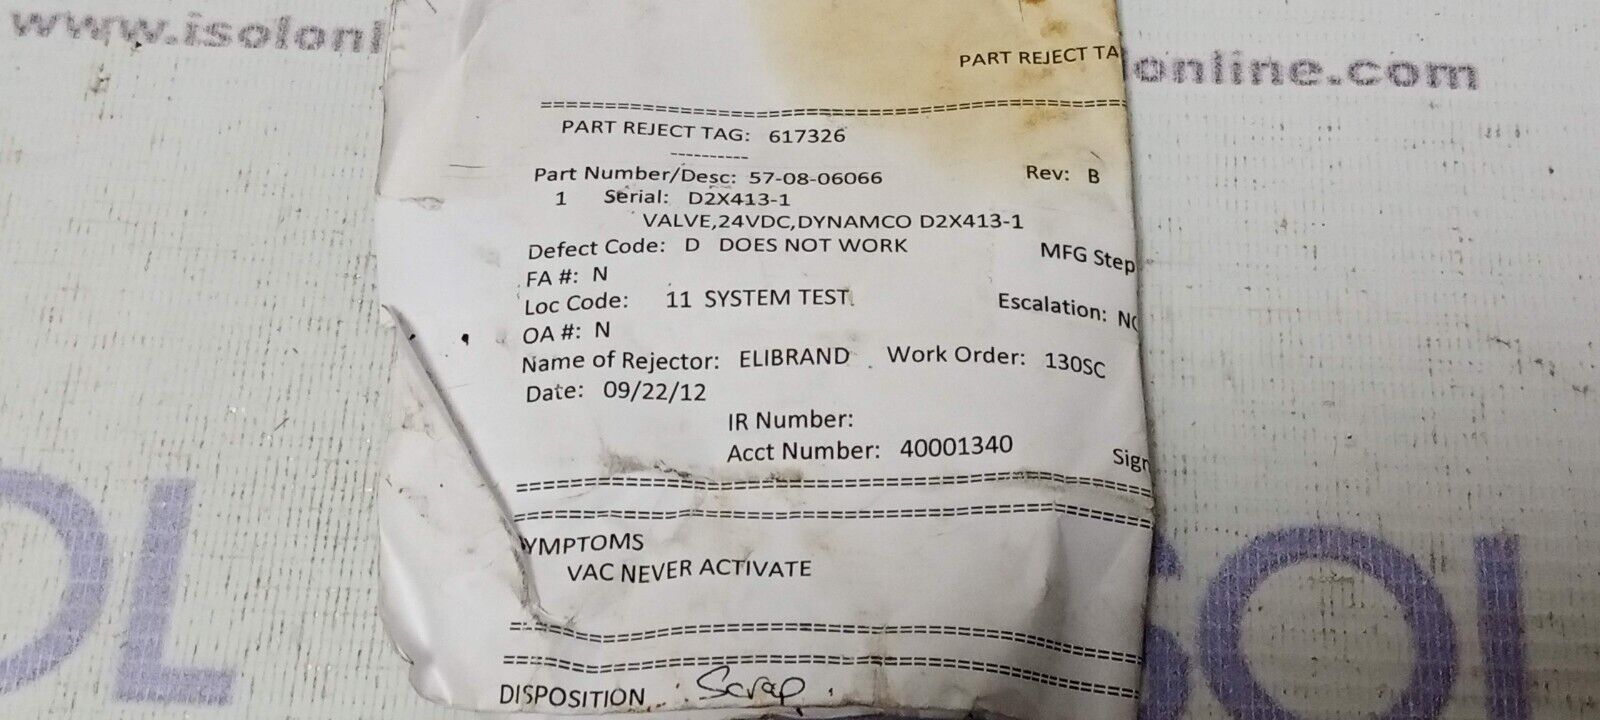 www.isolonl
online.com
PART REJECT TA
PART REJECT TAG: 617326
Part Number/Desc: 57-08-06066 Rev: B
1 Serial: D2X413-1
VALVE,24VDC,DYNAMCO D2X413-1
Defect Code: D DOES NOT WORK MFG Step
FA #: N
Loc Code: 11 SYSTEM TEST Escalation: NO
OA #: N
Name of Rejector: ELIBRAND Work Order: 130SC
Date: 09/22/12
IR Number:
Acct Number: 40001340 Sign
YMPTOMS
VAC NEVER ACTIVATE
DISPOSITION : Scrap
OL
SOL